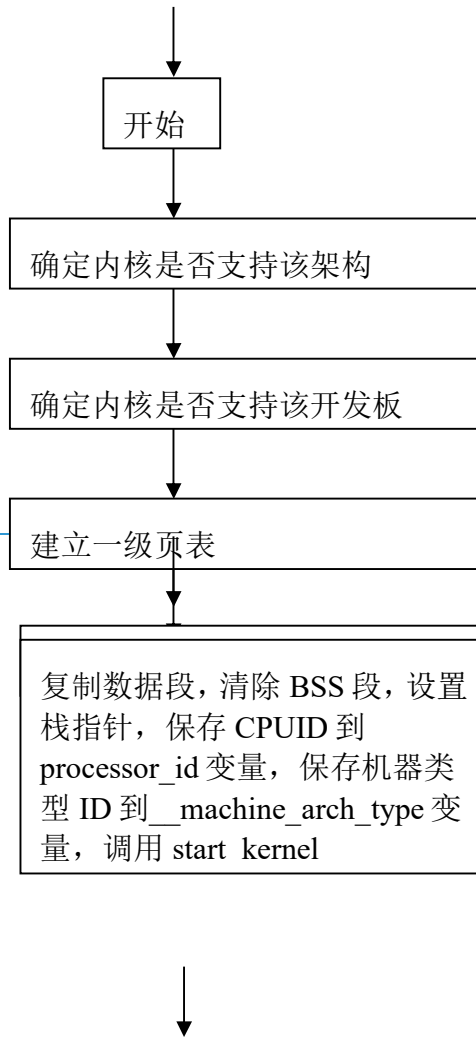 开始
确定内核是否支持该架构
确定内核是否支持该开发板
建立一级页表
复制数据段，清除 BSS 段，设置
栈指针，保存 CPUID 到
processor_id 变量，保存机器类
型 ID 到__machine_arch_type 变
量，调用 start_kernel